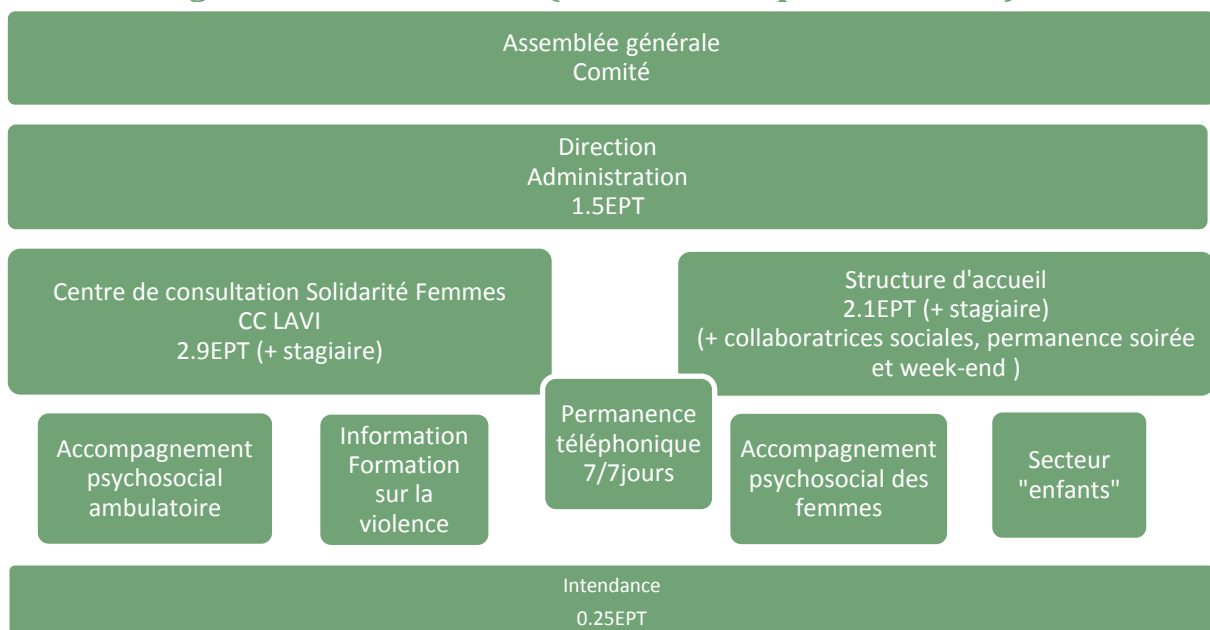 Assemblée générale
Comité
Direction
Administration
1.5EPT
Centre de consultation Solidarité Femmes
CC LAVI
2.9EPT (+ stagiaire)
Structure d'accueil
2.1EPT (+ stagiaire)
(+ collaboratrices sociales, permanence soirée
et week-end )
Accompagnement
psychosocial
ambulatoire
Information
Formation
sur la
violence
Permanence
téléphonique
7/7jours
Accompagnement
psychosocial des
femmes
Secteur
"enfants"
Intendance
0.25EPT